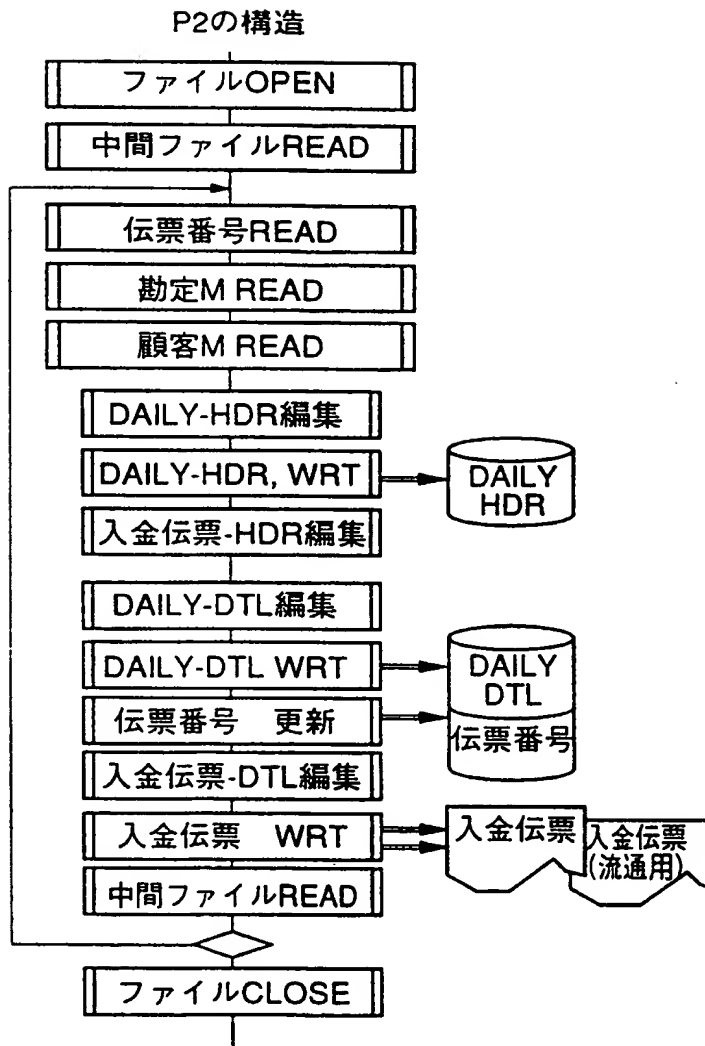 P2の構造
ファイルOPEN
中間ファイルREAD
伝票番号READ
勘定M READ
顧客M READ
DAILY-HDR編集
DAILY-HDR, WRT
DAILY
HDR
入金伝票-HDR編集
DAILY-DTL編集
DAILY-DTL WRT
DAILY
DTL
伝票番号　更新
伝票番号
入金伝票-DTL編集
入金伝票　WRT
入金伝票
入金伝票
(流通用)
中間ファイルREAD
ファイルCLOSE